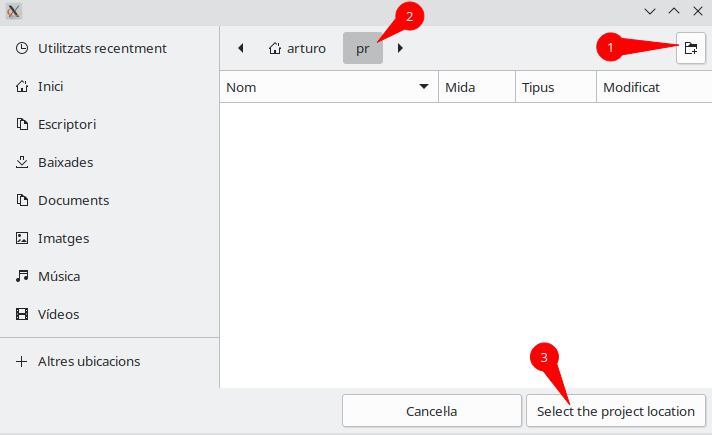 2
1
Utilitzats recentment
arturo
pr
Inici
Nom
Mida
Tipus
Modificat
Escriptori
Baixades
Documents
Imatges
Música
Vídeos
Altres ubicacions
3
Canceŀla
Select the project location